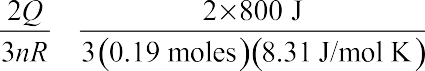 2Q/3nR  2×800 J/3(0.19 moles)(8.31 J/mol K)